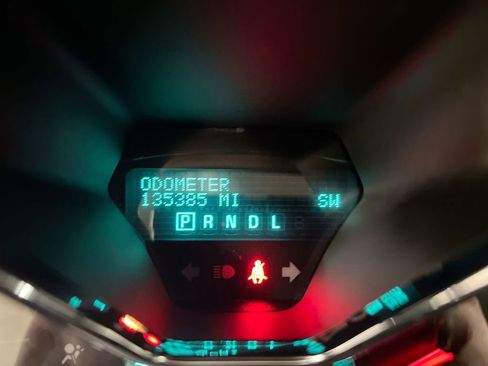 ODOMETER
135385 MI SW
P R N D L